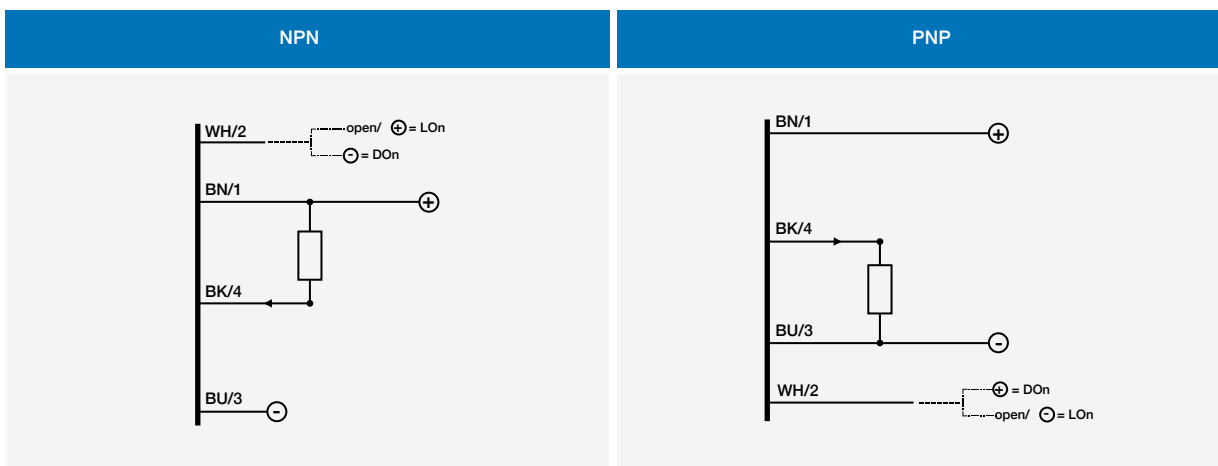 NPN
PNP
WH/2
open/ + = LOn
- = DOn
BN/1
+
BK/4
BU/3
-
BN/1
+
BK/4
BU/3
-
WH/2
+ = DOn
open/ - = LOn